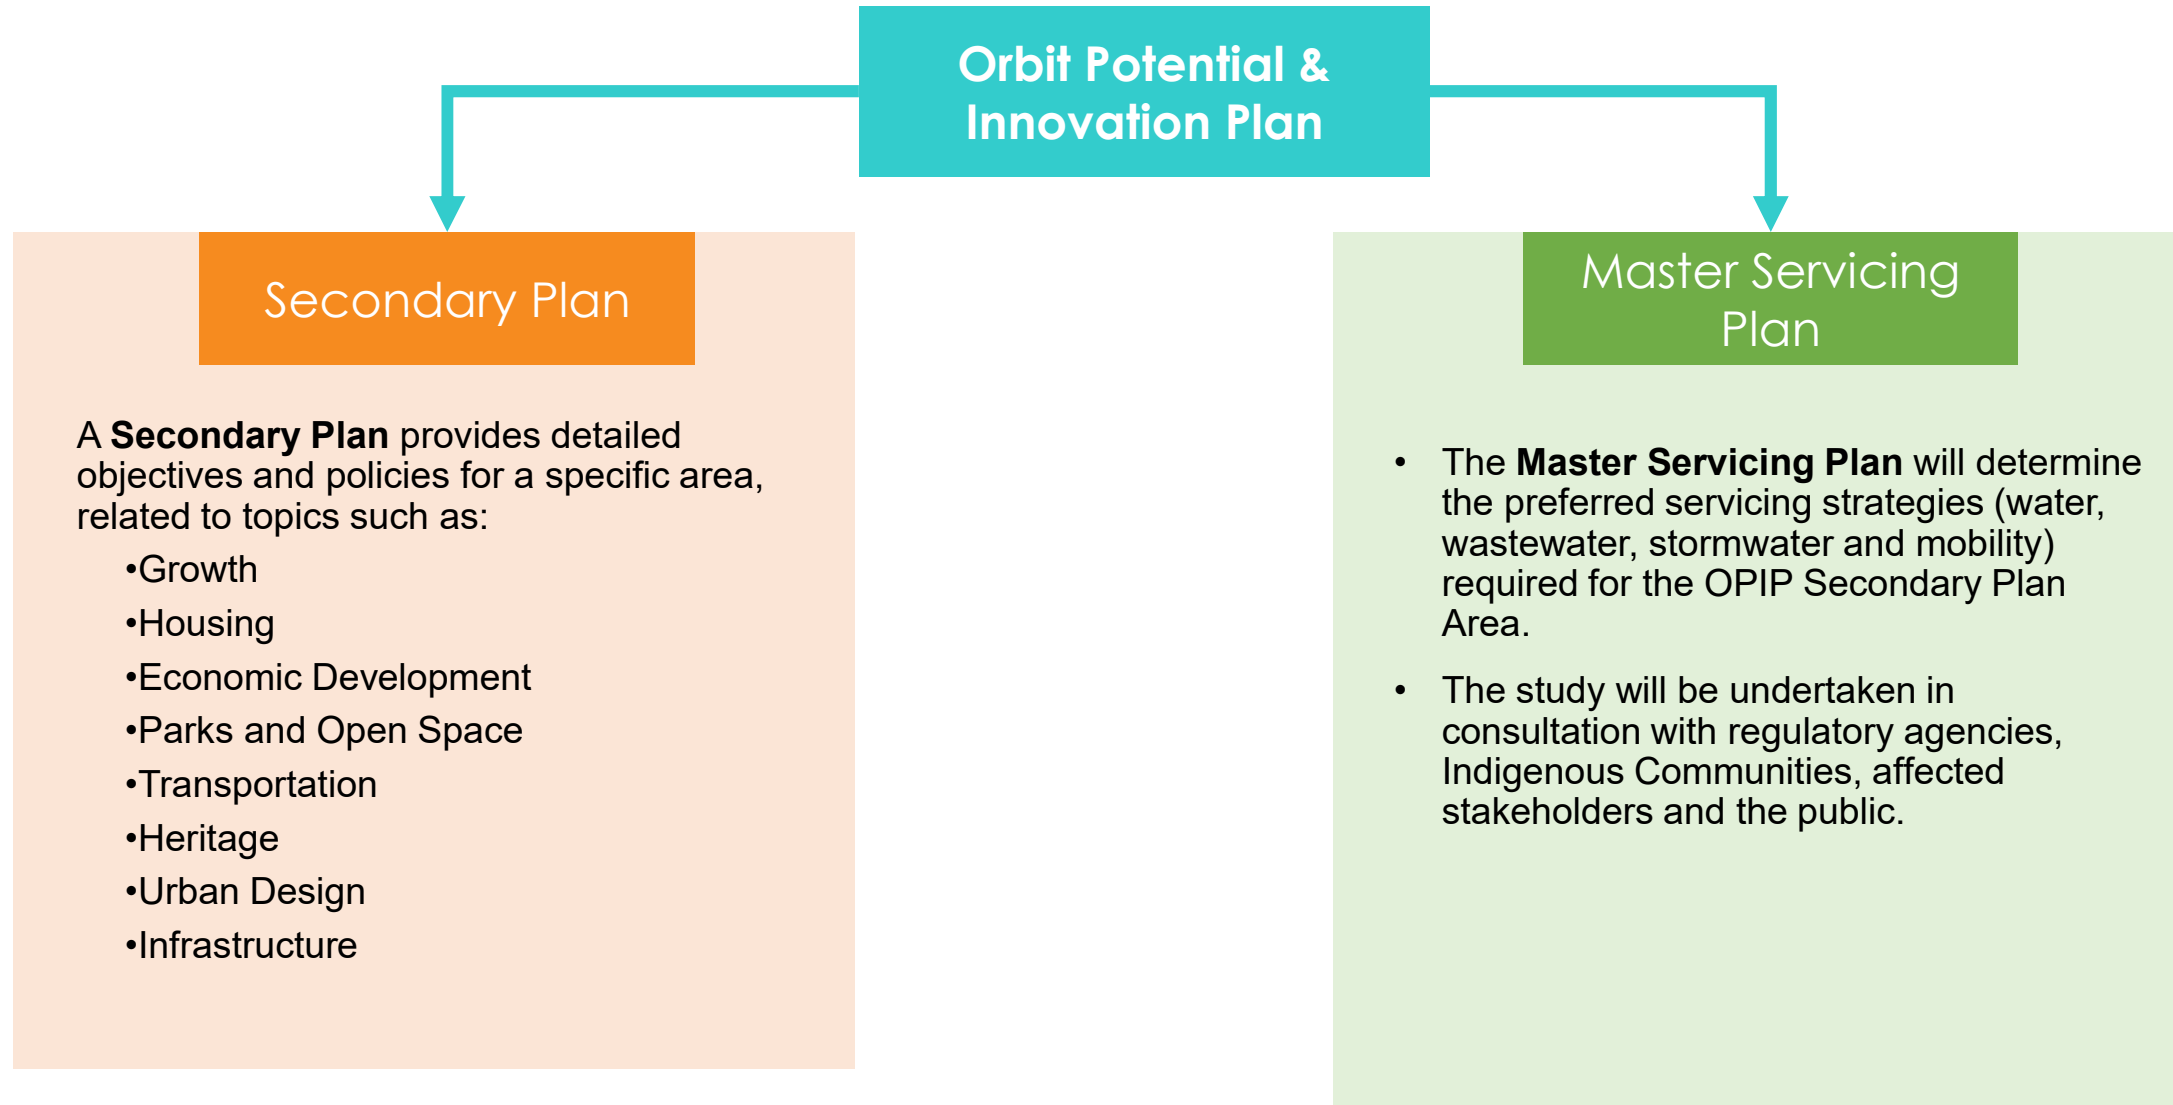 Orbit Potential &
Innovation Plan
Secondary Plan
A Secondary Plan provides detailed
objectives and policies for a specific area,
related to topics such as:
•Growth
•Housing
•Economic Development
•Parks and Open Space
•Transportation
•Heritage
•Urban Design
•Infrastructure
Master Servicing
Plan
• The Master Servicing Plan will determine
the preferred servicing strategies (water,
wastewater, stormwater and mobility)
required for the OPIP Secondary Plan
Area.
• The study will be undertaken in
consultation with regulatory agencies,
Indigenous Communities, affected
stakeholders and the public.